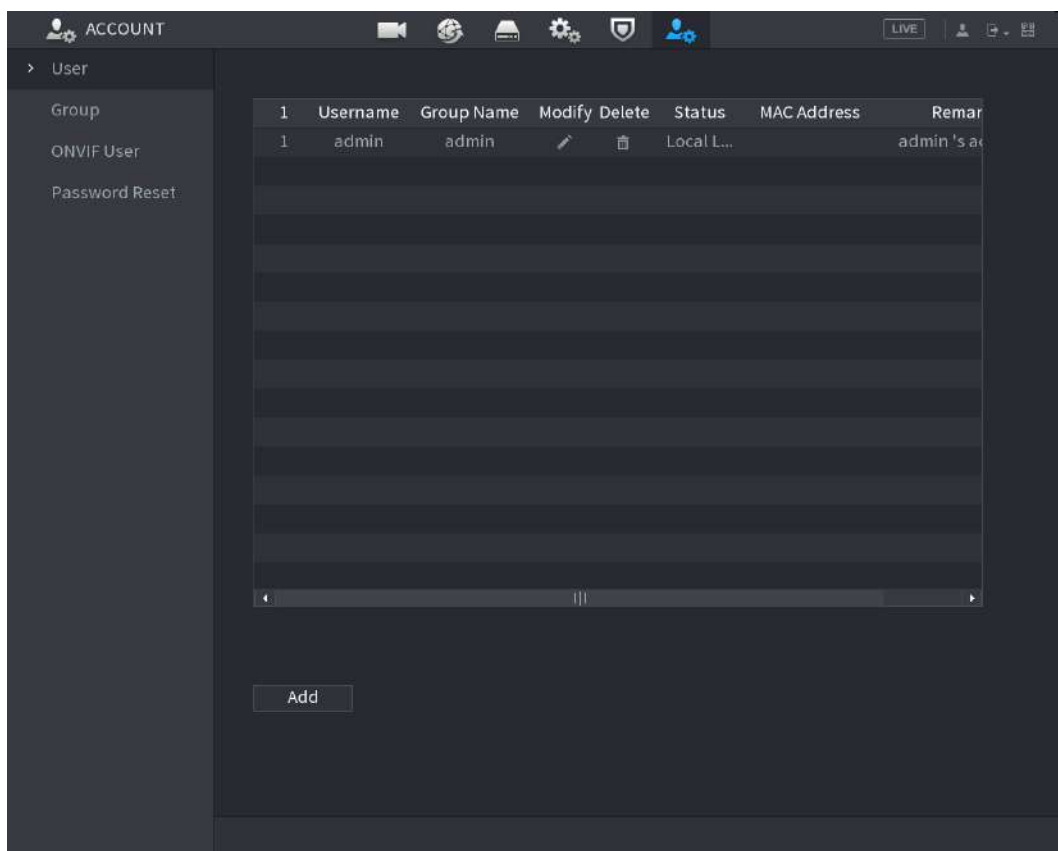 ACCOUNT LIVE
User
Group
ONVIF User
Password Reset
1 Username Group Name Modify Delete Status MAC Address Remar
1 admin admin Local L... admin 's a
Add